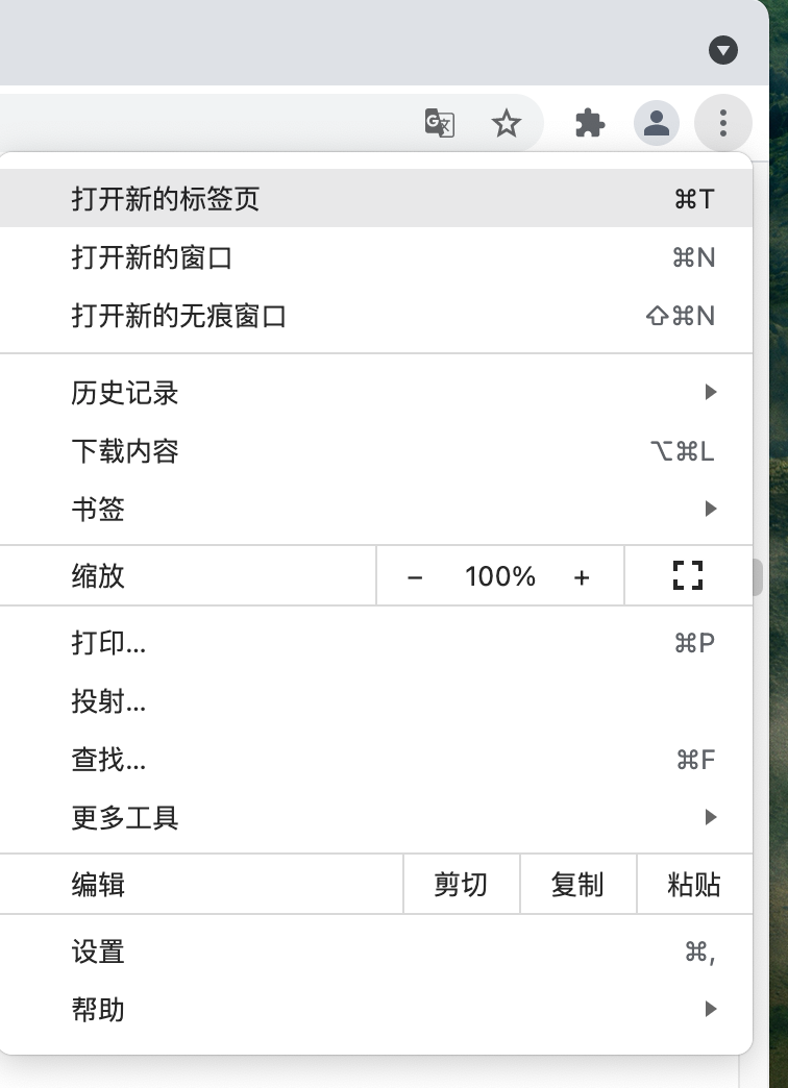 打开新的标签页 ⌘T
打开新的窗口 ⌘N
打开新的无痕窗口 ⇧⌘N
历史记录
下载内容 ⌥⌘L
书签
缩放 − 100% +
打印... ⌘P
投射...
查找... ⌘F
更多工具
编辑 剪切 复制 粘贴
设置 ⌘,
帮助